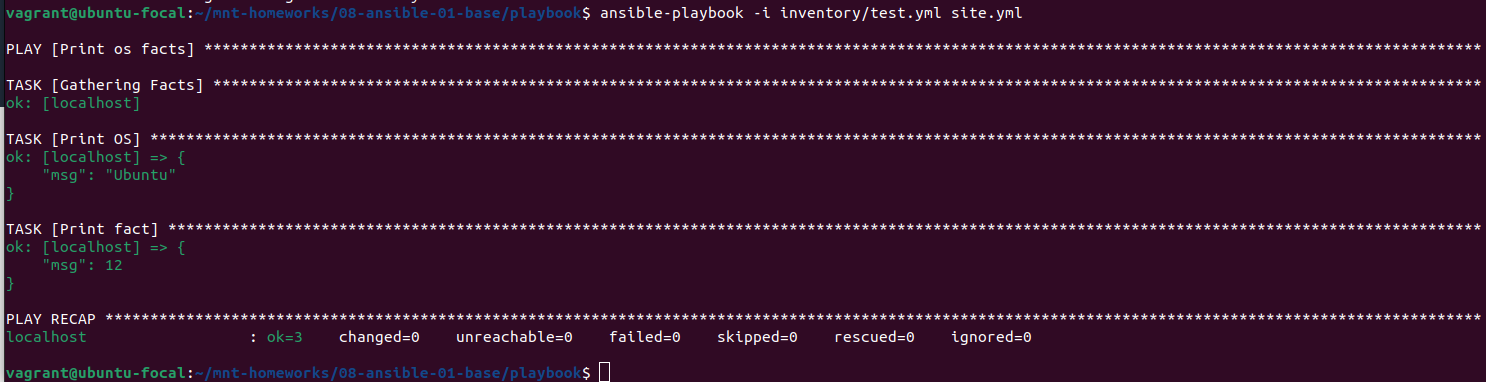 vagrant@ubuntu-focal:~/mnt-homeworks/08-ansible-01-base/playbook$ ansible-playbook -i inventory/test.yml site.yml
PLAY [Print os facts] **********************************************************************************************************************************************
TASK [Gathering Facts] *********************************************************************************************************************************************
ok: [localhost]
TASK [Print OS] ****************************************************************************************************************************************************
ok: [localhost] => {
    "msg": "Ubuntu"
}
TASK [Print fact] **************************************************************************************************************************************************
ok: [localhost] => {
    "msg": 12
}
PLAY RECAP *********************************************************************************************************************************************************
localhost                  : ok=3    changed=0    unreachable=0    failed=0    skipped=0    rescued=0    ignored=0
vagrant@ubuntu-focal:~/mnt-homeworks/08-ansible-01-base/playbook$